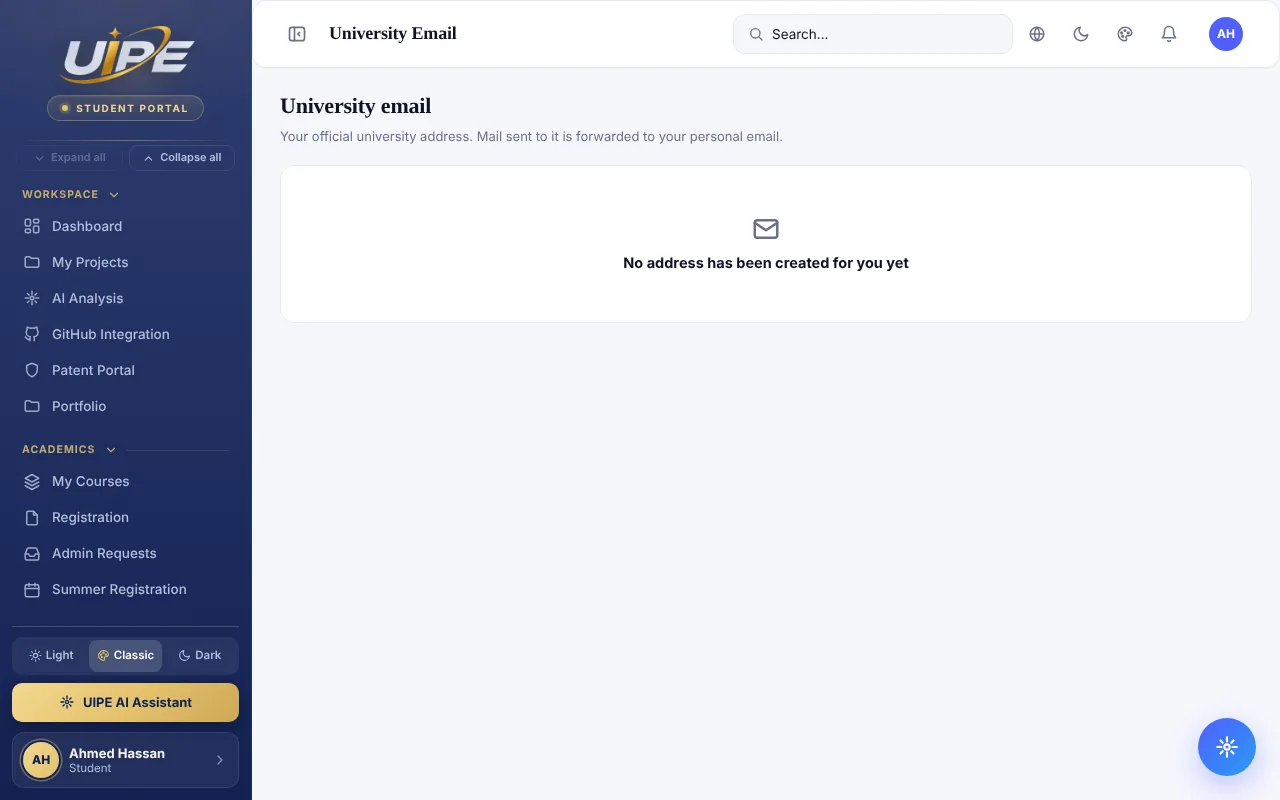 UIPE
STUDENT PORTAL
Expand all
Collapse all
WORKSPACE
Dashboard
My Projects
AI Analysis
GitHub Integration
Patent Portal
Portfolio
ACADEMICS
My Courses
Registration
Admin Requests
Summer Registration
Light
Classic
Dark
UIPE AI Assistant
AH
Ahmed Hassan
Student
University Email
Search...
AH
University email
Your official university address. Mail sent to it is forwarded to your personal email.
No address has been created for you yet